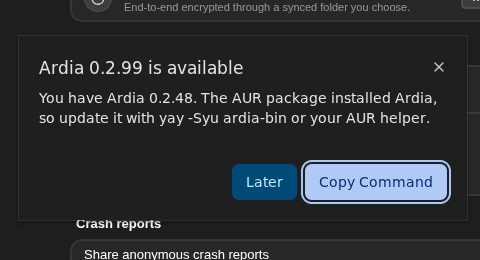 End-to-end encrypted through a synced folder you choose.
Ardia 0.2.99 is available
You have Ardia 0.2.48. The AUR package installed Ardia,
so update it with yay -Syu ardia-bin or your AUR helper.
Later
Copy Command
Crash reports
Share anonymous crash reports